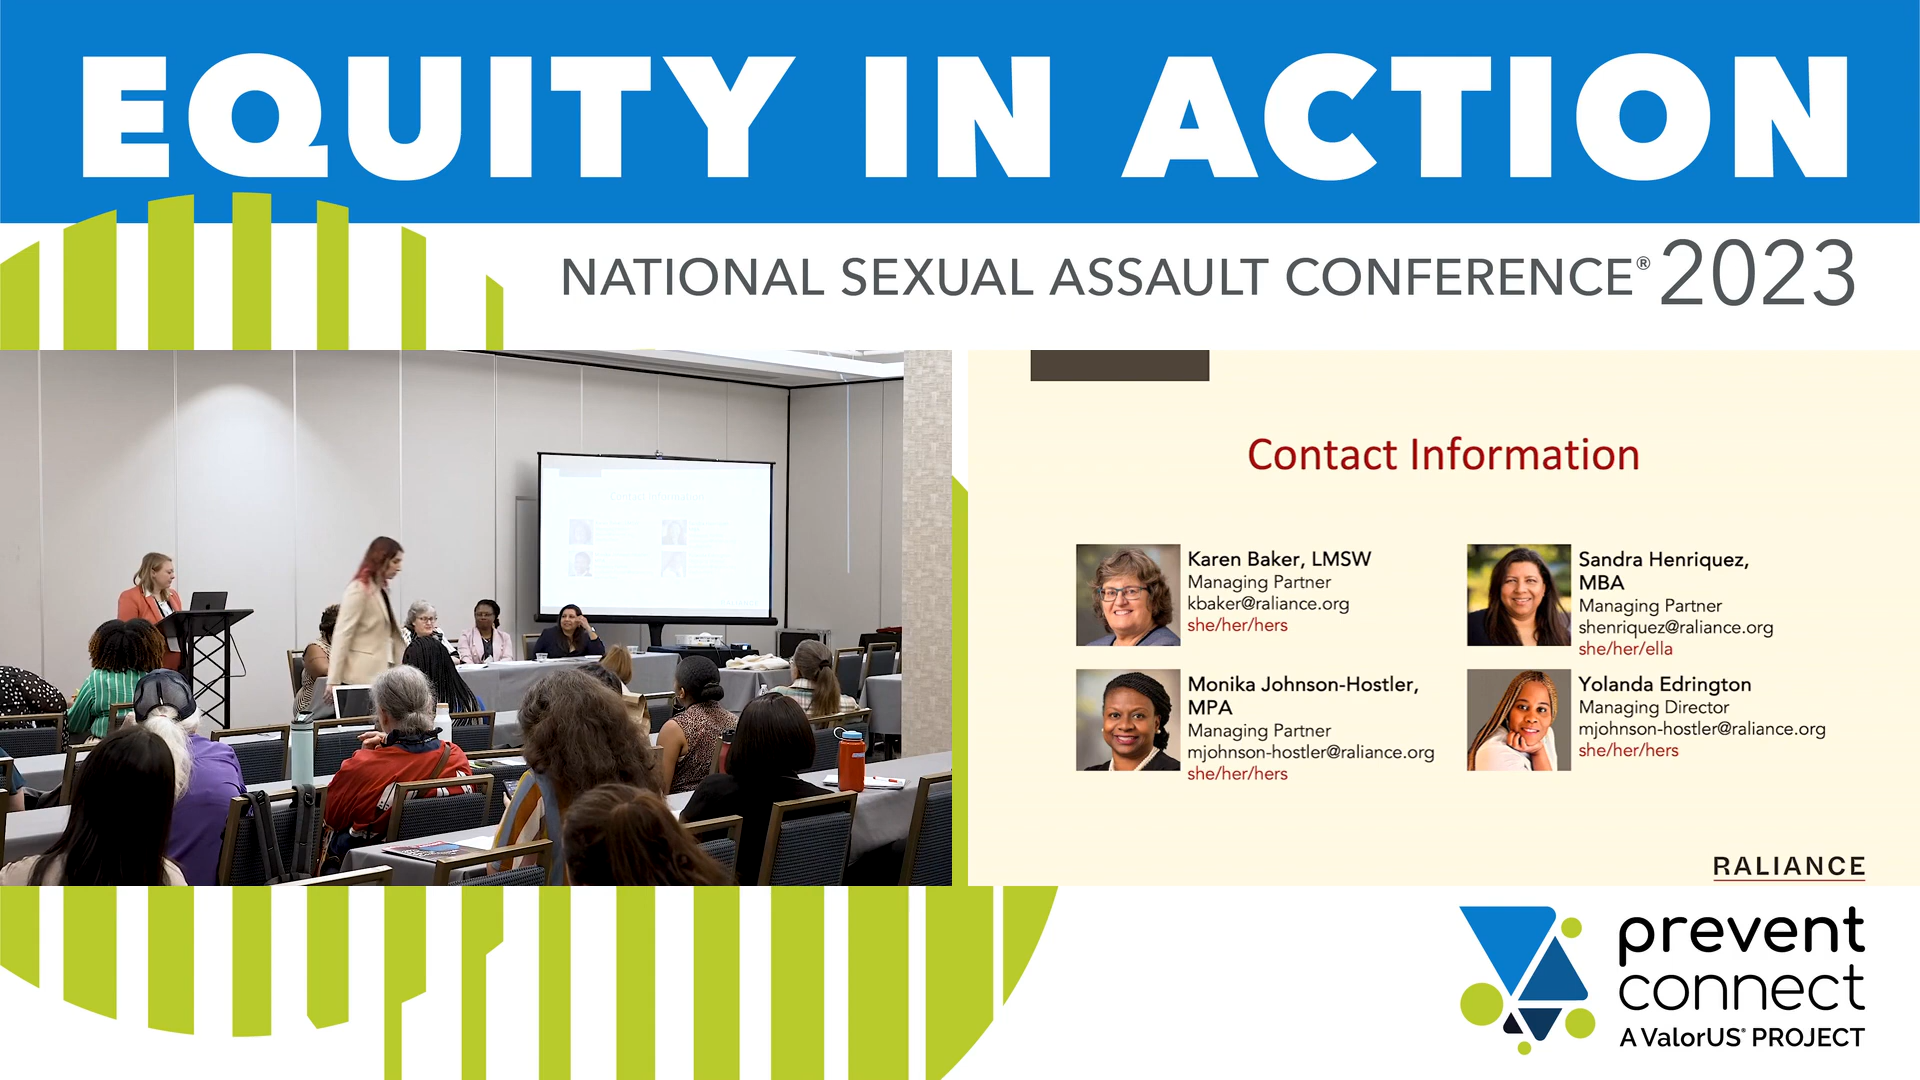 EQUITY IN ACTION
NATIONAL SEXUAL ASSAULT CONFERENCE® 2023
Contact Information
Karen Baker, LMSW
Managing Partner
kbaker@raliance.org
she/her/hers
Sandra Henriquez,
MBA
Managing Partner
shenriquez@raliance.org
she/her/ella
Monika Johnson-Hostler,
MPA
Managing Partner
mjohnson-hostler@raliance.org
she/her/hers
Yolanda Edrington
Managing Director
mjohnson-hostler@raliance.org
she/her/hers
RALIANCE
prevent
connect
A ValorUS® PROJECT